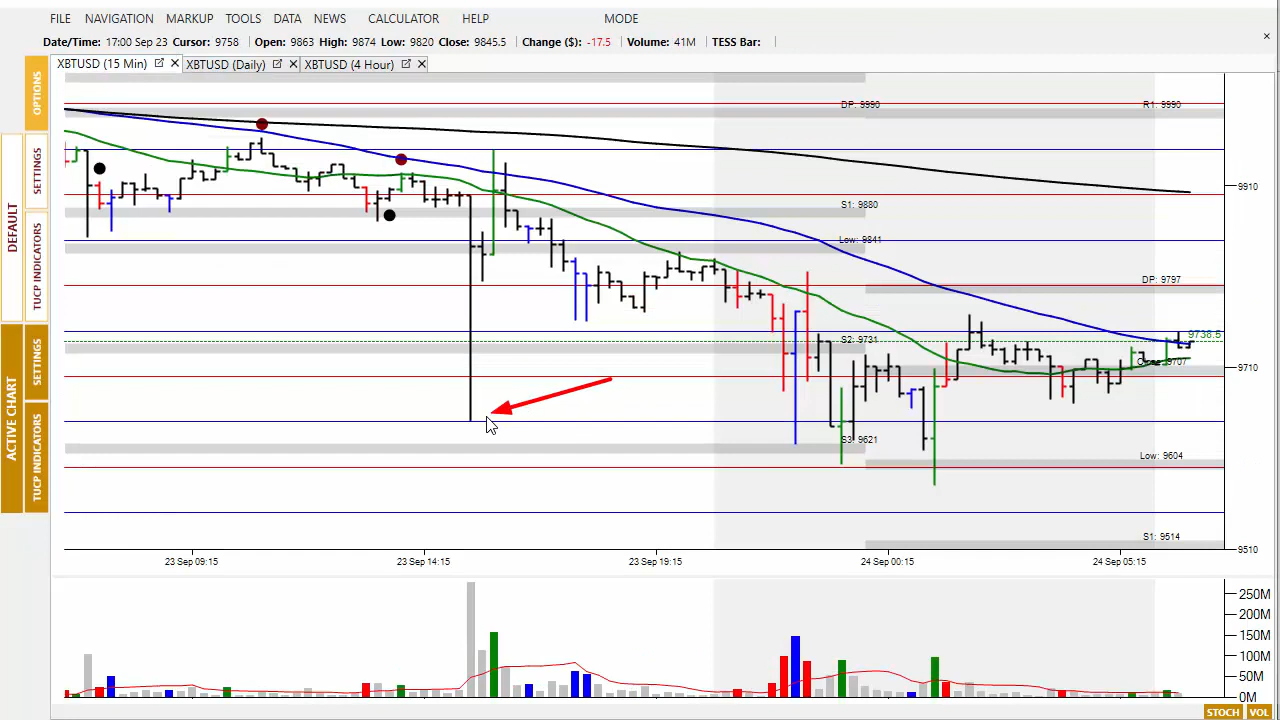 FILE NAVIGATION MARKUP TOOLS DATA NEWS CALCULATOR HELP MODE
Date/Time: 17:00 Sep 23 Cursor: 9758 Open: 9863 High: 9874 Low: 9820 Close: 9845.5 Change ($): -17.5 Volume: 41M TESS Bar:
XBTUSD (15 Min) XBTUSD (Daily) XBTUSD (4 Hour)
OPTIONS
DEFAULT
SETTINGS
TUCP INDICATORS
ACTIVE CHART
SETTINGS
TUCP INDICATORS
DP: 9990
R1: 9990
9910
S1: 9880
Low: 9841
DP: 9797
S2: 9731
9738.5
Close: 9707
9710
S3: 9621
Low: 9604
S1: 9514
9510
23 Sep 09:15 23 Sep 14:15 23 Sep 19:15 24 Sep 00:15 24 Sep 05:15
250M
200M
150M
100M
50M
0M
STOCH VOL